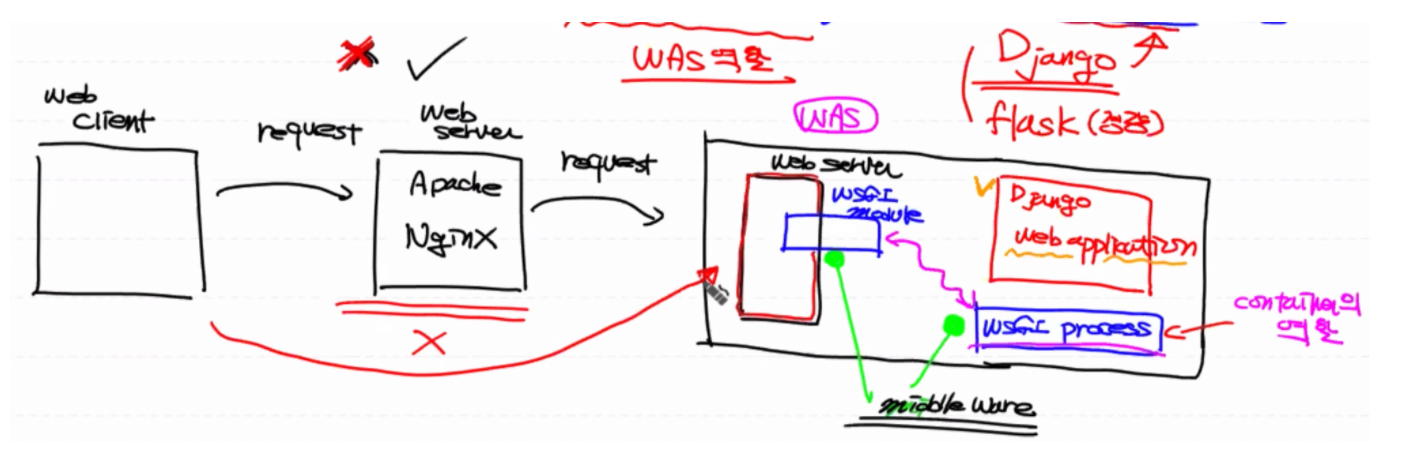 WAS역할
Django
flask (경량)
WAS
web
client
request
web
server
Apache
NginX
request
web server
WSGI
module
Django
web application
WSGI process
container의
역할
middle ware